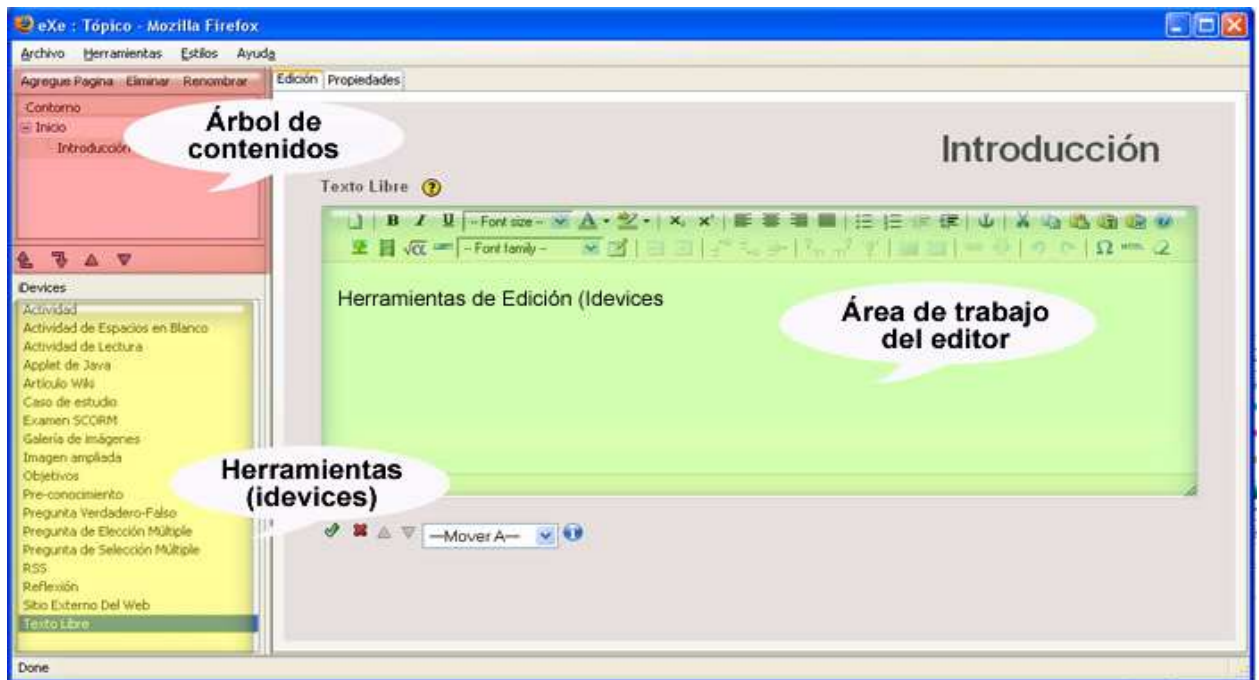 eXe : Tópico - Mozilla Firefox
Archivo Herramientas Estilos Ayuda
Agregue Pagina Eliminar Renombrar
Edición Propiedades
Contorno
Inicio
Introducción
Árbol de
contenidos
Introducción
Texto Libre ?
B I U -- Font size -- A
-- Font family -- HTML
Herramientas de Edición (Idevices
Área de trabajo
del editor
iDevices
Actividad
Actividad de Espacios en Blanco
Actividad de Lectura
Applet de Java
Artículo Wiki
Caso de estudio
Examen SCORM
Galería de imágenes
Imagen ampliada
Objetivos
Pre-conocimiento
Pregunta Verdadero-Falso
Pregunta de Elección Múltiple
Pregunta de Selección Múltiple
RSS
Reflexión
Sitio Externo Del Web
Texto Libre
Herramientas
(idevices)
—Mover A—
Done